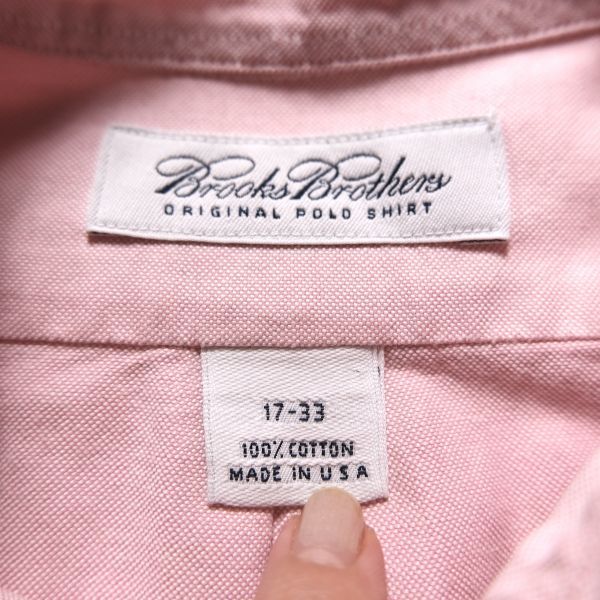 Brooks Brothers
ORIGINAL POLO SHIRT
17-33
100% COTTON
MADE IN U S A